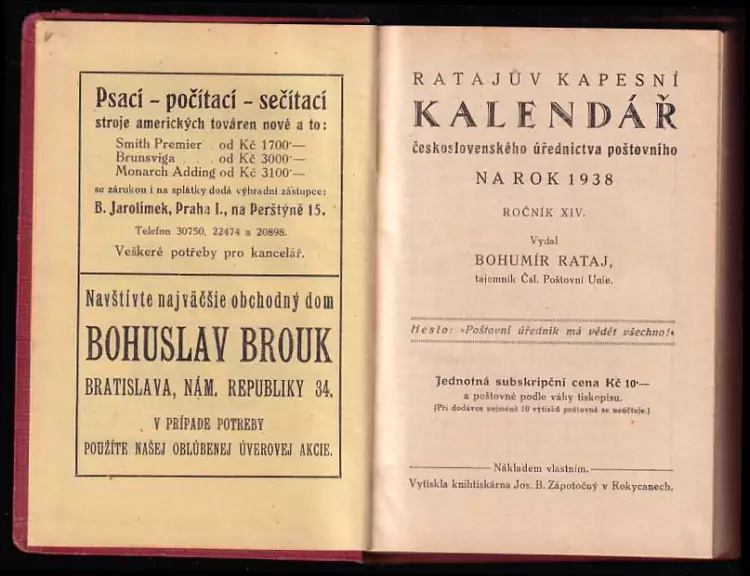 Psací - počítací - sečítací
stroje amerických továren nové a to:
Smith Premier . od Kč 1700·—
Brunsviga . . od Kč 3000·—
Monarch Adding od Kč 3100·—
se zárukou i na splátky dodá výhradní zástupce:
B. Jarolímek, Praha I., na Perštýně 15.
Telefon 30750, 22474 a 20898.
Veškeré potřeby pro kancelář.
Navštívte najväčšie obchodný dom
BOHUSLAV BROUK
BRATISLAVA, NÁM. REPUBLIKY 34.
V PRÍPADE POTREBY
POUŽITE NAŠEJ OBLÚBENEJ ÚVEROVEJ AKCIE.
RATAJŮV KAPESNÍ
KALENDÁŘ
československého úřednictva poštovního
NA ROK 1938
ROČNÍK XIV.
Vydal
BOHUMÍR RATAJ,
tajemník Čsl. Poštovní Unie.
Heslo: »Poštovní úředník má vědět všechno!«
Jednotná subskripční cena Kč 10·—
a poštovné podle váhy tiskopisu.
(Při dodávce nejméně 10 výtisků poštovné se neúčtuje.)
Nákladem vlastním.
Vytiskla knihtiskárna Jos. B. Zápotočný v Rokycanech.